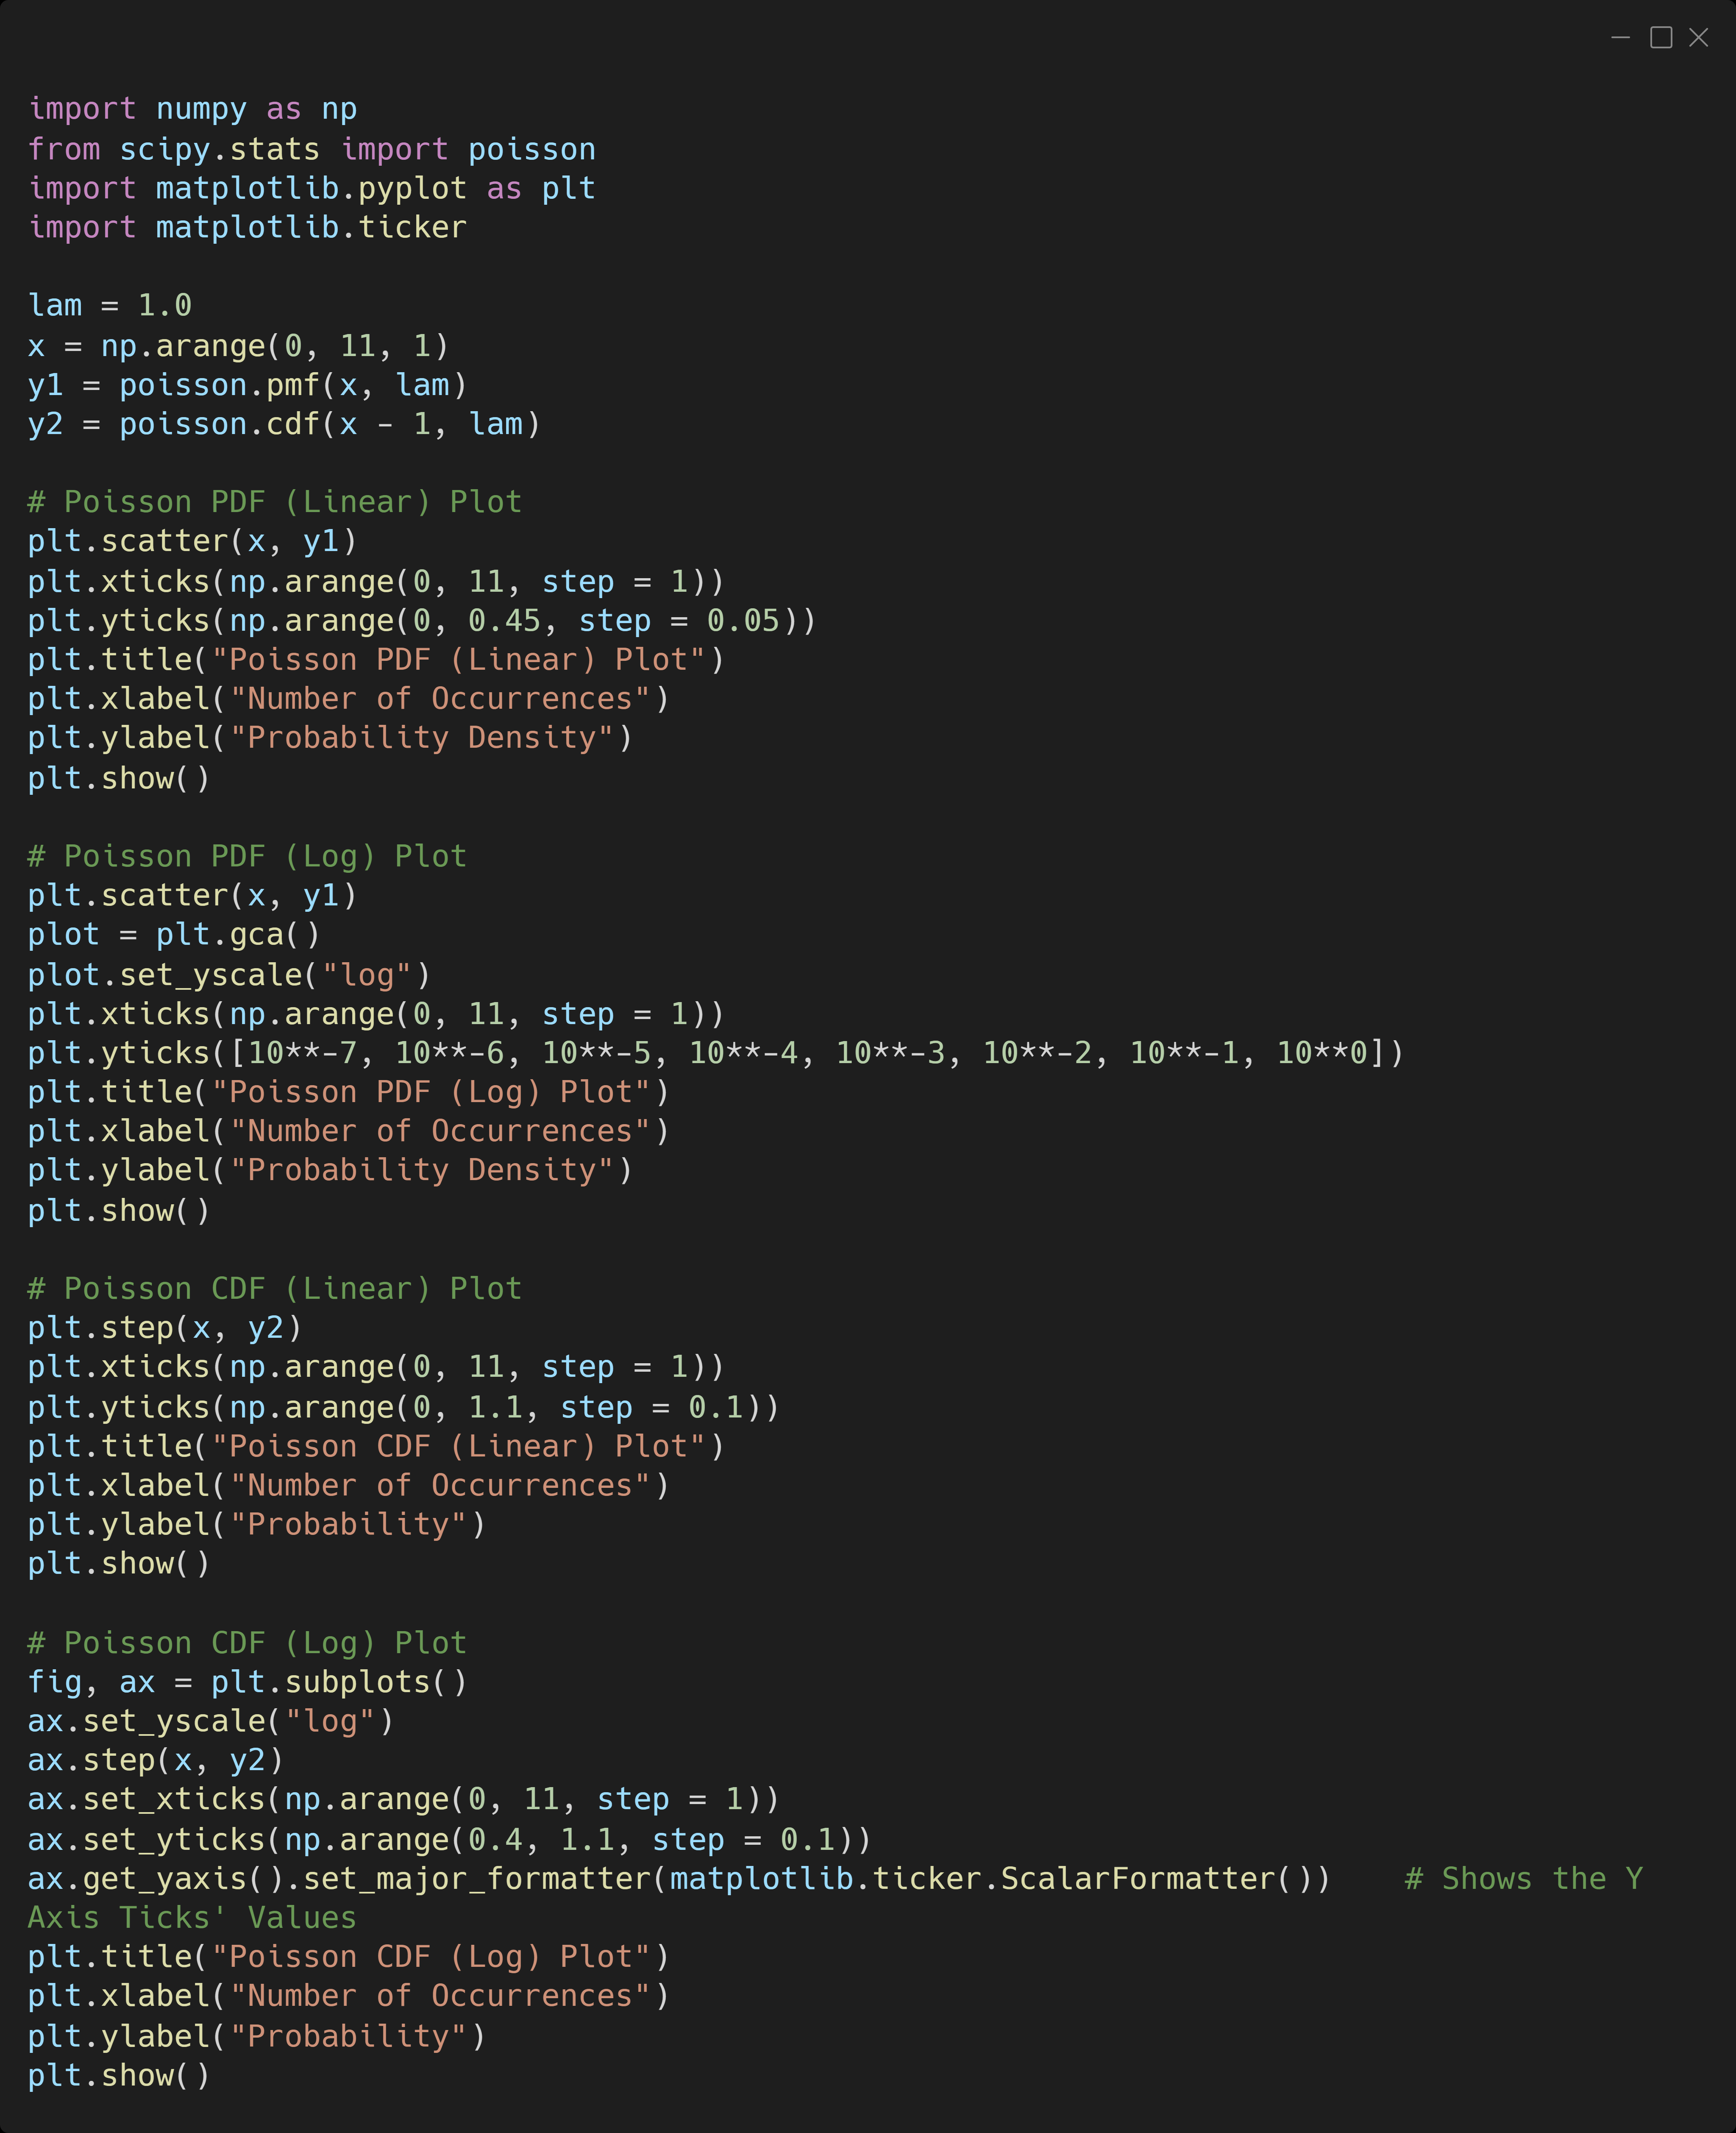 import numpy as np
from scipy.stats import poisson
import matplotlib.pyplot as plt
import matplotlib.ticker

lam = 1.0
x = np.arange(0, 11, 1)
y1 = poisson.pmf(x, lam)
y2 = poisson.cdf(x - 1, lam)

# Poisson PDF (Linear) Plot
plt.scatter(x, y1)
plt.xticks(np.arange(0, 11, step = 1))
plt.yticks(np.arange(0, 0.45, step = 0.05))
plt.title("Poisson PDF (Linear) Plot")
plt.xlabel("Number of Occurrences")
plt.ylabel("Probability Density")
plt.show()

# Poisson PDF (Log) Plot
plt.scatter(x, y1)
plot = plt.gca()
plot.set_yscale("log")
plt.xticks(np.arange(0, 11, step = 1))
plt.yticks([10**-7, 10**-6, 10**-5, 10**-4, 10**-3, 10**-2, 10**-1, 10**0])
plt.title("Poisson PDF (Log) Plot")
plt.xlabel("Number of Occurrences")
plt.ylabel("Probability Density")
plt.show()

# Poisson CDF (Linear) Plot
plt.step(x, y2)
plt.xticks(np.arange(0, 11, step = 1))
plt.yticks(np.arange(0, 1.1, step = 0.1))
plt.title("Poisson CDF (Linear) Plot")
plt.xlabel("Number of Occurrences")
plt.ylabel("Probability")
plt.show()

# Poisson CDF (Log) Plot
fig, ax = plt.subplots()
ax.set_yscale("log")
ax.step(x, y2)
ax.set_xticks(np.arange(0, 11, step = 1))
ax.set_yticks(np.arange(0.4, 1.1, step = 0.1))
ax.get_yaxis().set_major_formatter(matplotlib.ticker.ScalarFormatter())    # Shows the Y
Axis Ticks' Values
plt.title("Poisson CDF (Log) Plot")
plt.xlabel("Number of Occurrences")
plt.ylabel("Probability")
plt.show()